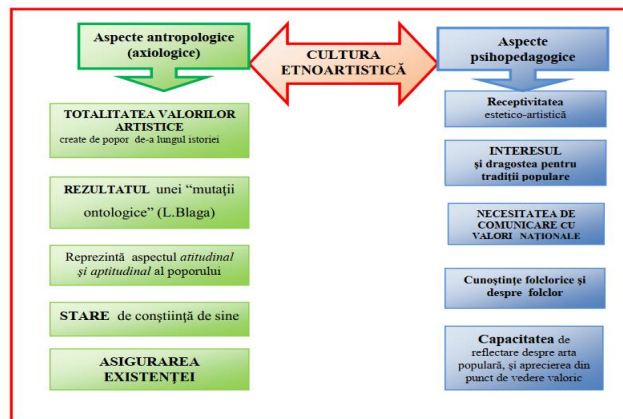 Aspecte antropologice
(axiologice)
CULTURA
ETNOARTISTICĂ
Aspecte
psihopedagogice
TOTALITATEA VALORILOR
ARTISTICE
create de popor de-a lungul istoriei
REZULTATUL unei “mutații
ontologice” (L.Blaga)
Reprezintă aspectul atitudinal
și aptitudinal al poporului
STARE de conștiință de sine
ASIGURAREA
EXISTENȚEI
Receptivitatea
estetico-artistică
INTERESUL
și dragostea pentru
tradiții populare
NECESITATEA DE
COMUNICARE CU
VALORI NAȚIONALE
Cunoștințe folclorice și
despre folclor
Capacitatea de
reflectare despre arta
populară, și aprecierea din
punct de vedere valoric